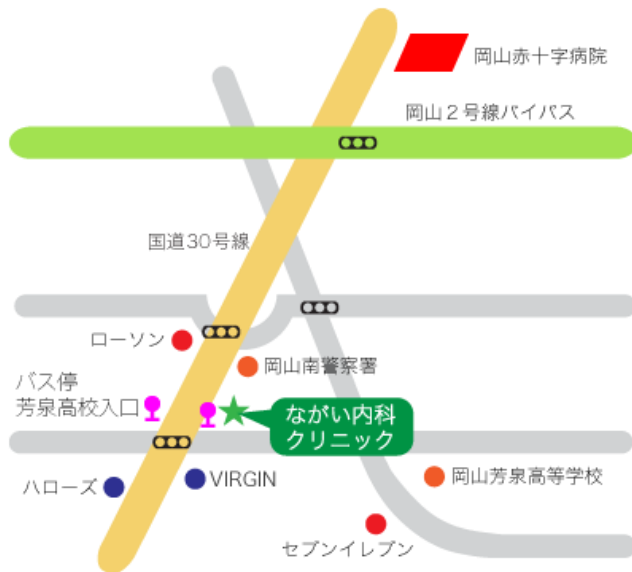 岡山赤十字病院
岡山２号線バイパス
国道30号線
ローソン
岡山南警察署
バス停
芳泉高校入口
ながい内科
クリニック
ハローズ
VIRGIN
岡山芳泉高等学校
セブンイレブン